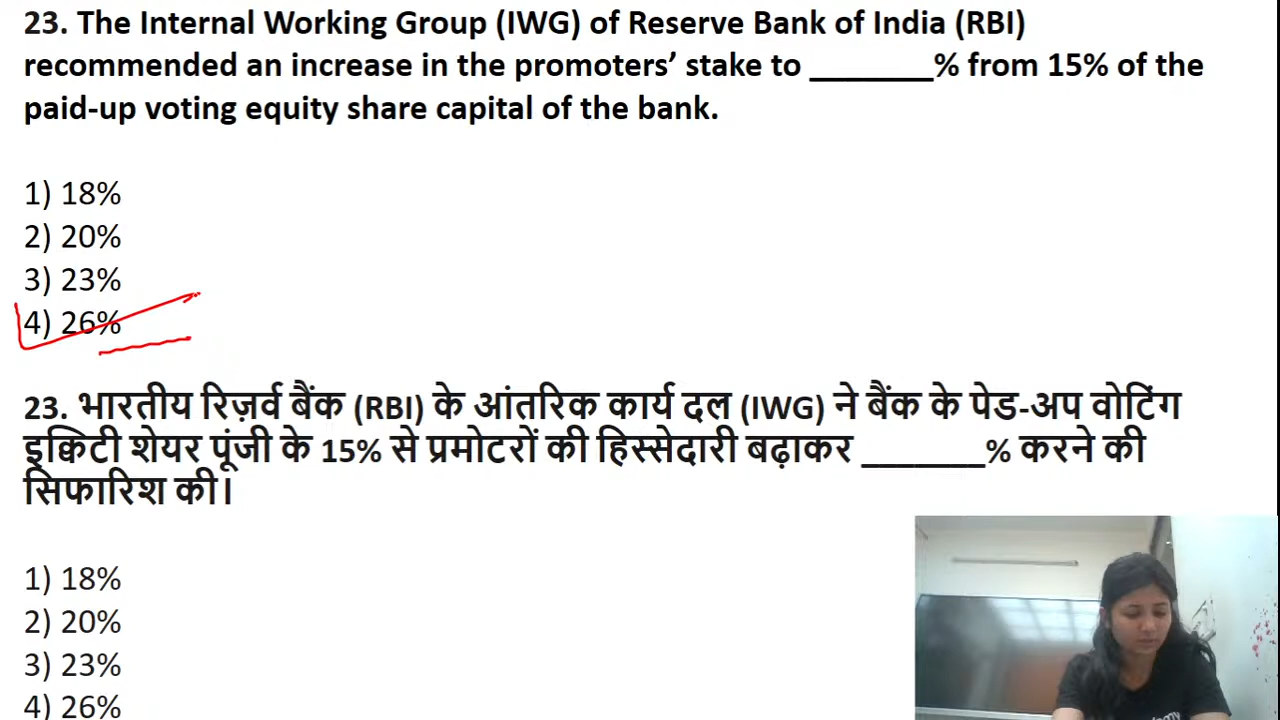 23. The Internal Working Group (IWG) of Reserve Bank of India (RBI)
recommended an increase in the promoters’ stake to _______% from 15% of the
paid-up voting equity share capital of the bank.
1) 18%
2) 20%
3) 23%
4) 26%
23. भारतीय रिज़र्व बैंक (RBI) के आंतरिक कार्य दल (IWG) ने बैंक के पेड-अप वोटिंग
इक्विटी शेयर पूंजी के 15% से प्रमोटरों की हिस्सेदारी बढ़ाकर _______% करने की
सिफारिश की।
1) 18%
2) 20%
3) 23%
4) 26%